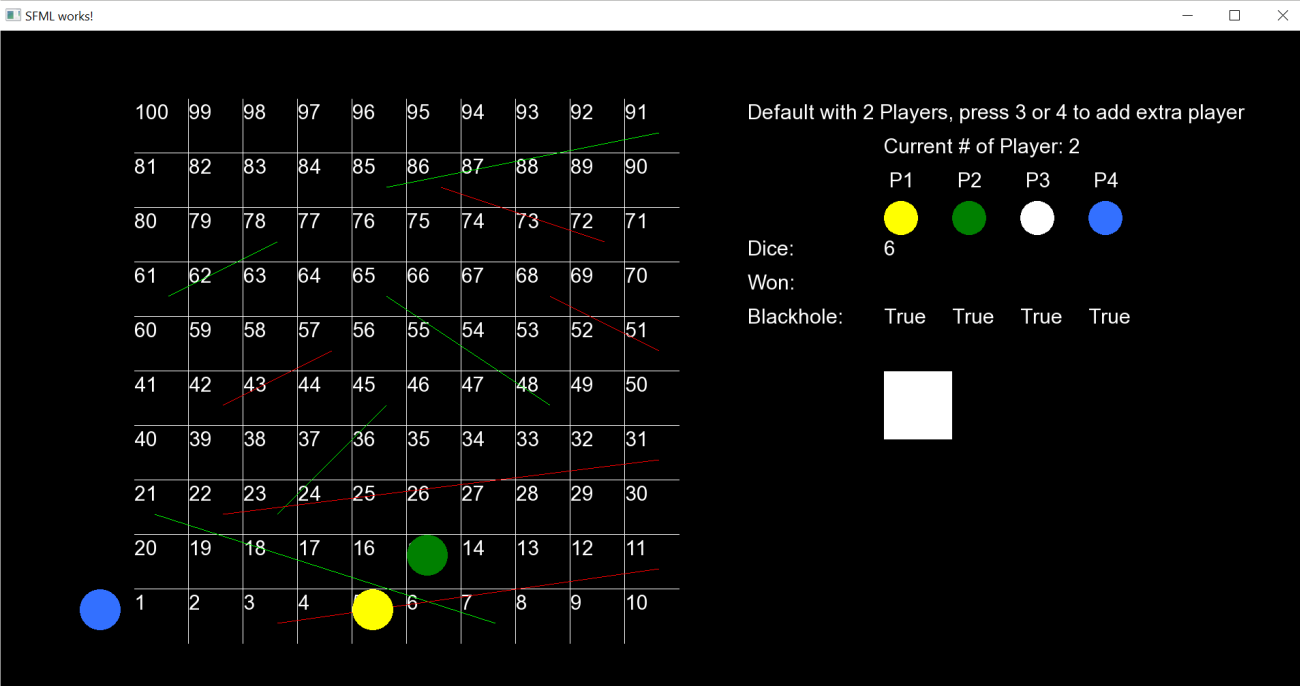 SFML works!
Default with 2 Players, press 3 or 4 to add extra player
Current # of Player: 2
P1 P2 P3 P4
Dice: 6
Won:
Blackhole: True True True True
100 99 98 97 96 95 94 93 92 91
81 82 83 84 85 86 87 88 89 90
80 79 78 77 76 75 74 73 72 71
61 62 63 64 65 66 67 68 69 70
60 59 58 57 56 55 54 53 52 51
41 42 43 44 45 46 47 48 49 50
40 39 38 37 36 35 34 33 32 31
21 22 23 24 25 26 27 28 29 30
20 19 18 17 16 14 13 12 11
1 2 3 4 6 7 8 9 10